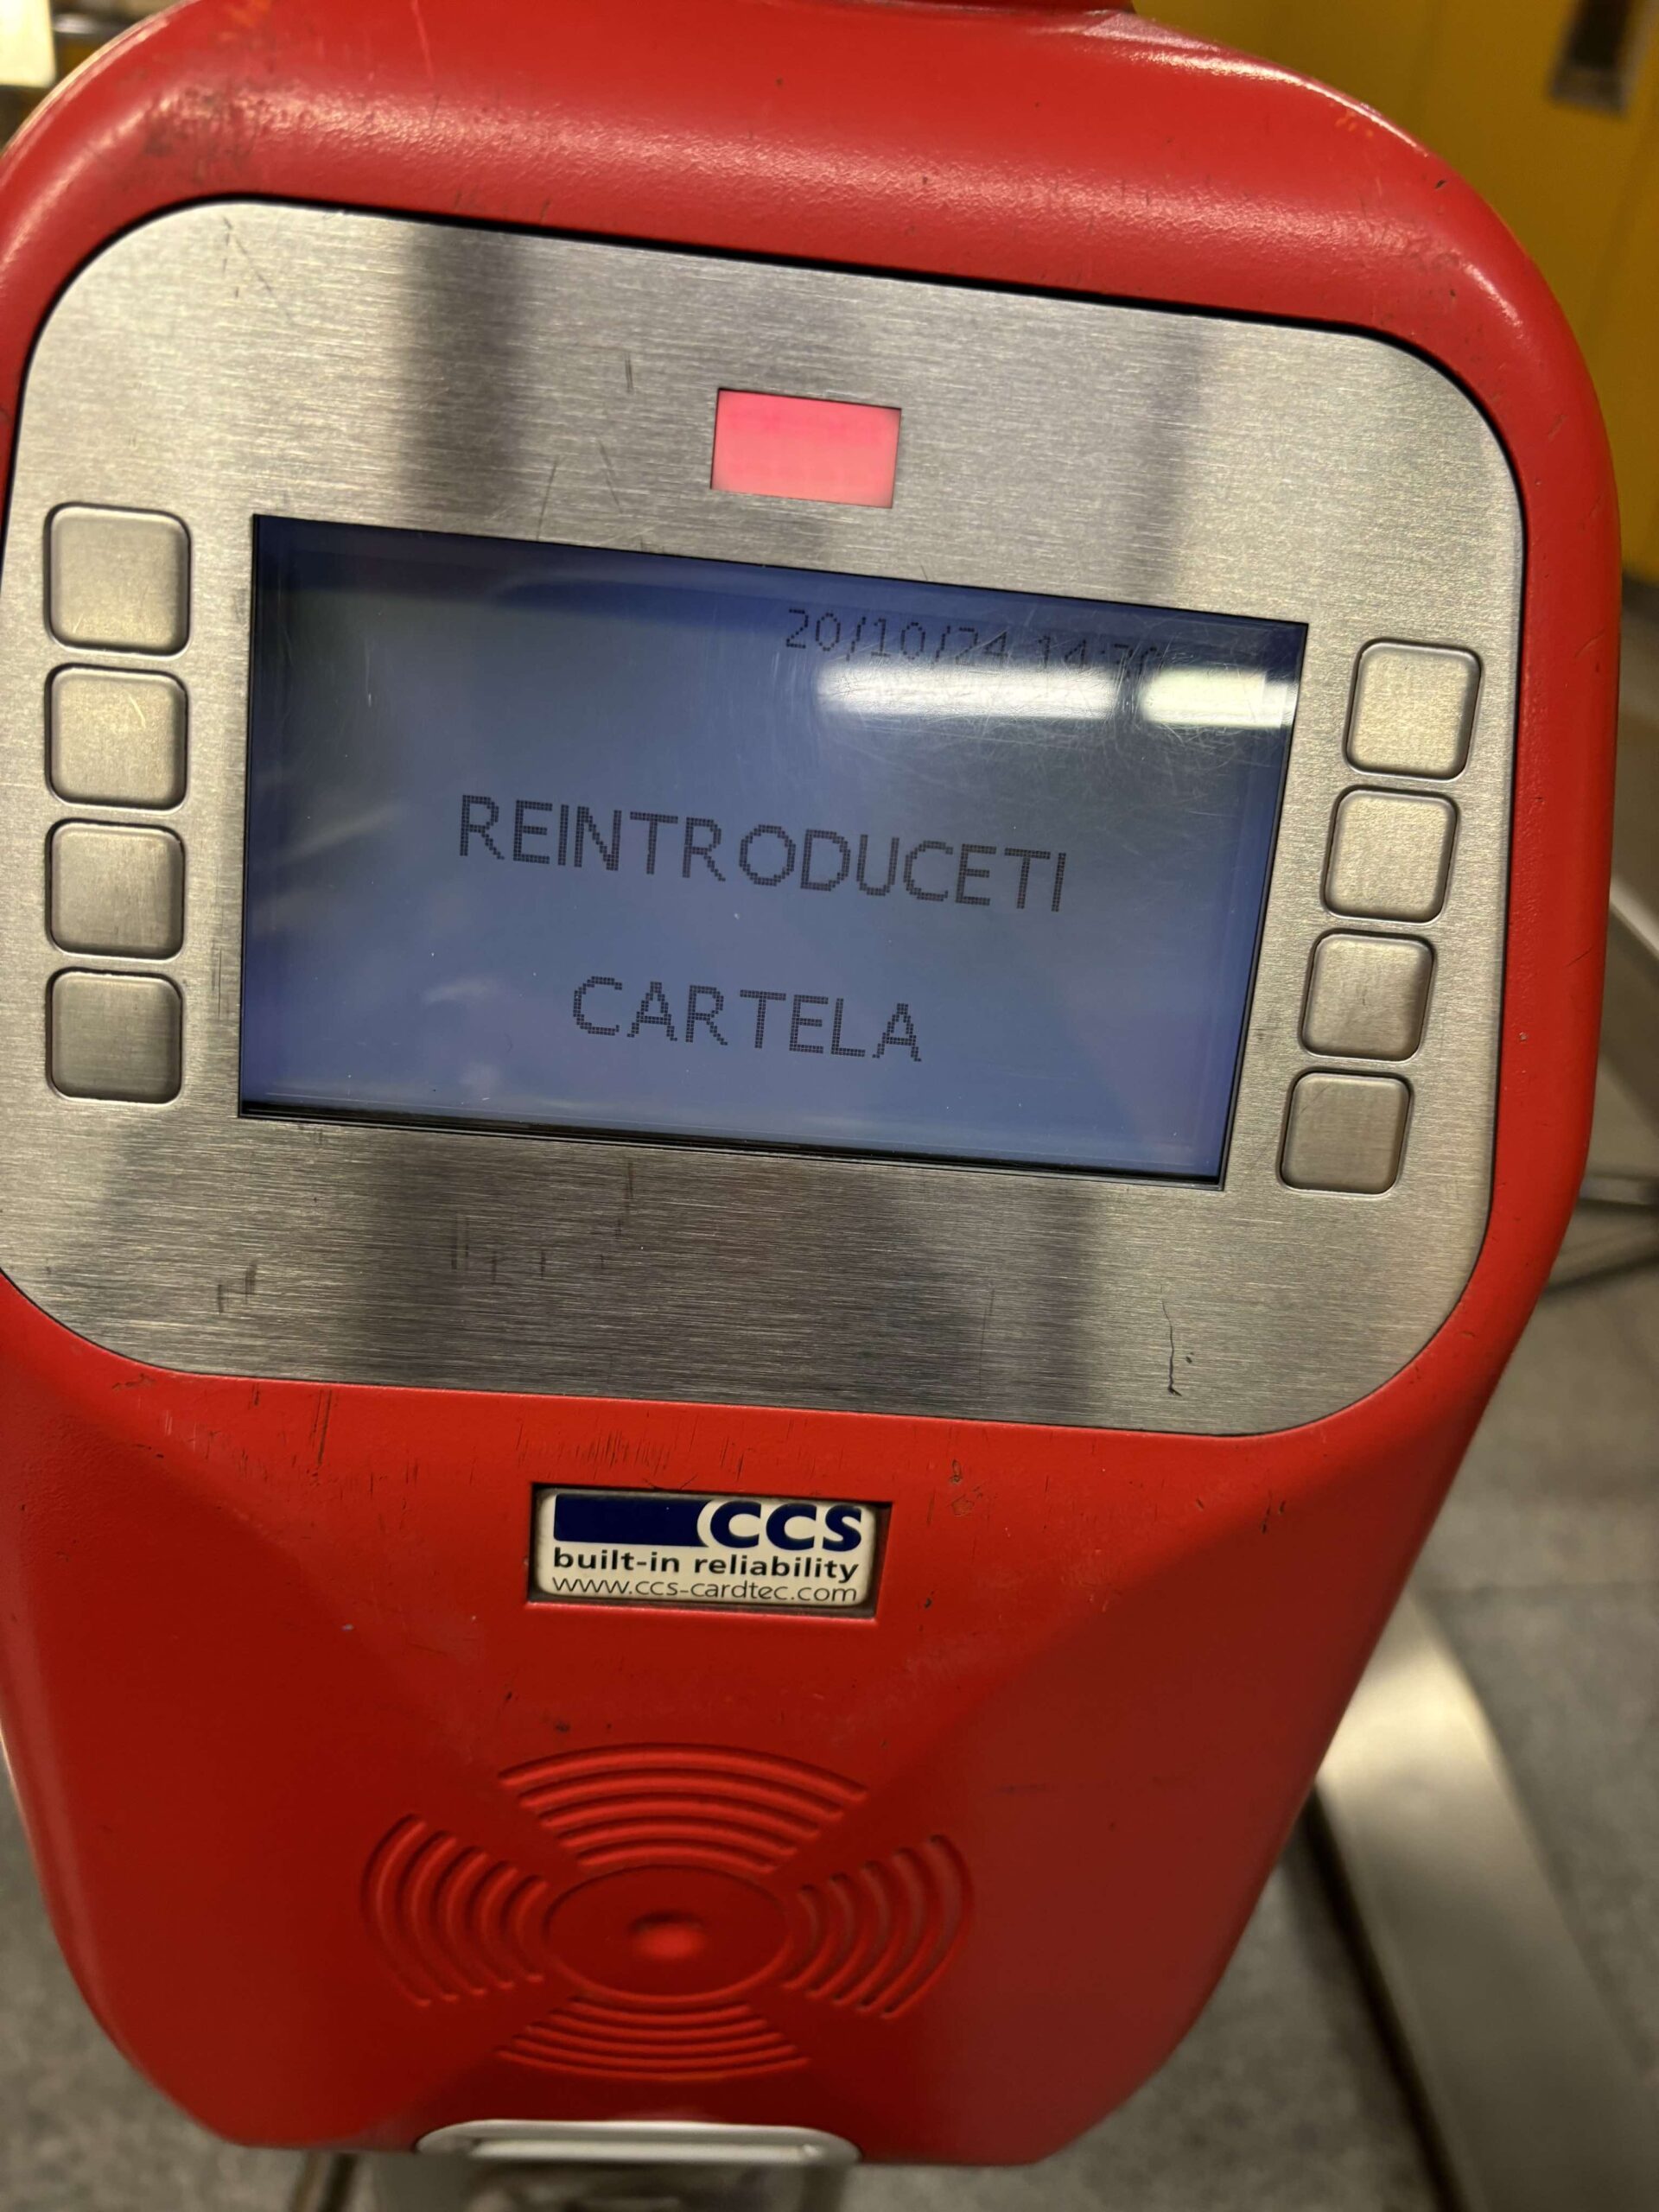 20/10/24
REINTRODUCETI
CARTELA
CCS
built-in reliability
www.ccs-cardtec.com